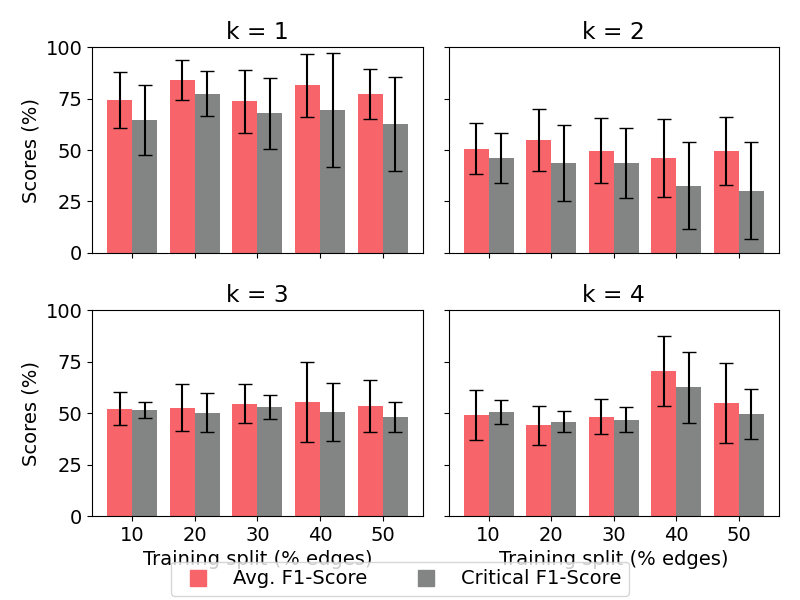 k = 1
k = 2
100
75
50
25
0
Scores (%)
k = 3
k = 4
100
75
50
25
0
Scores (%)
10 20 30 40 50
10 20 30 40 50
Training split (% edges)
Training split (% edges)
Avg. F1-Score
Critical F1-Score